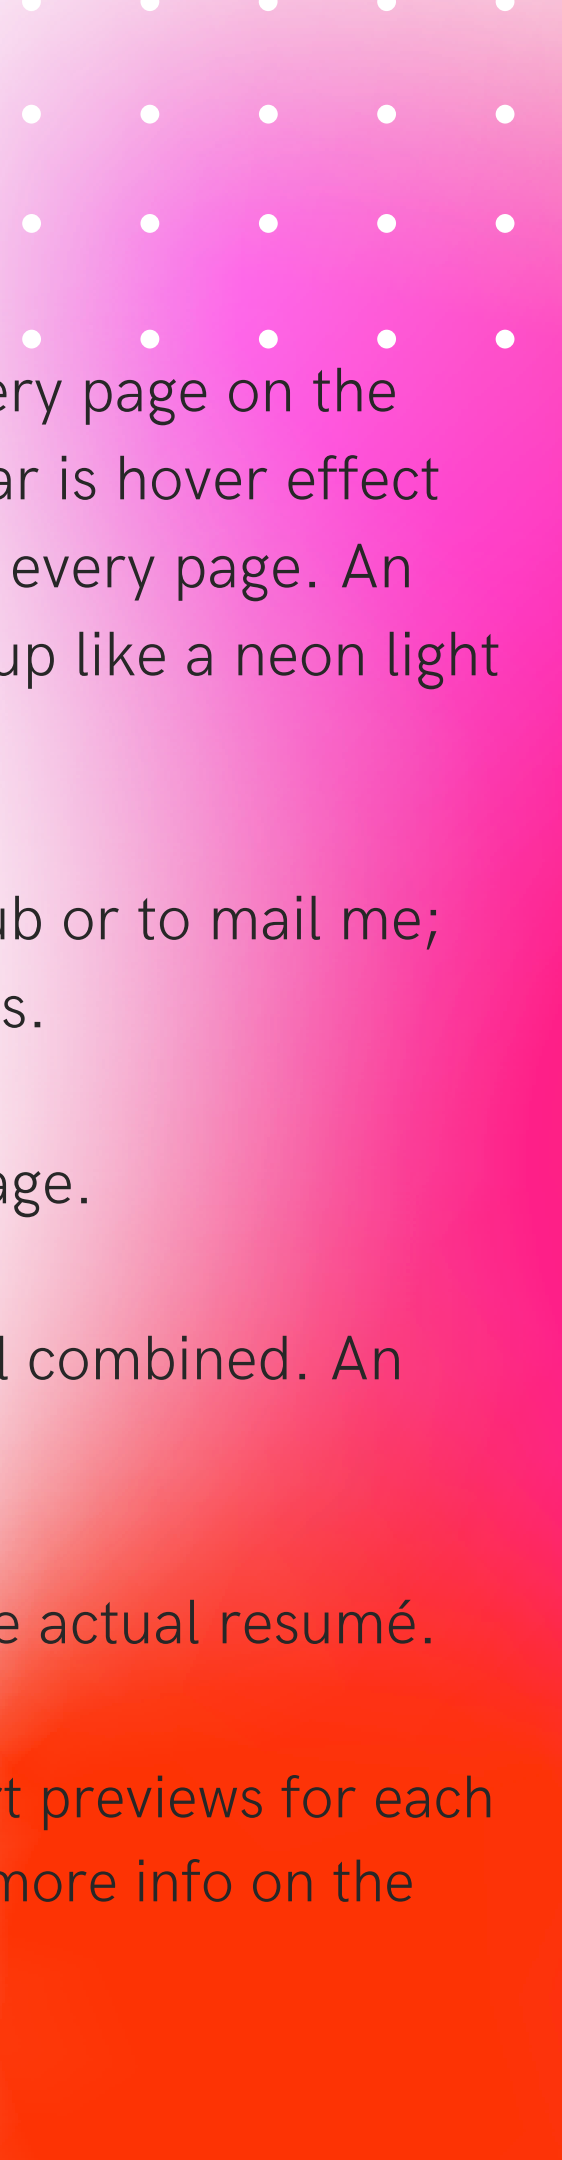 ery page on the
ar is hover effect
every page. An
up like a neon light
ub or to mail me;
s.
age.
l combined. An
e actual resumé.
rt previews for each
more info on the